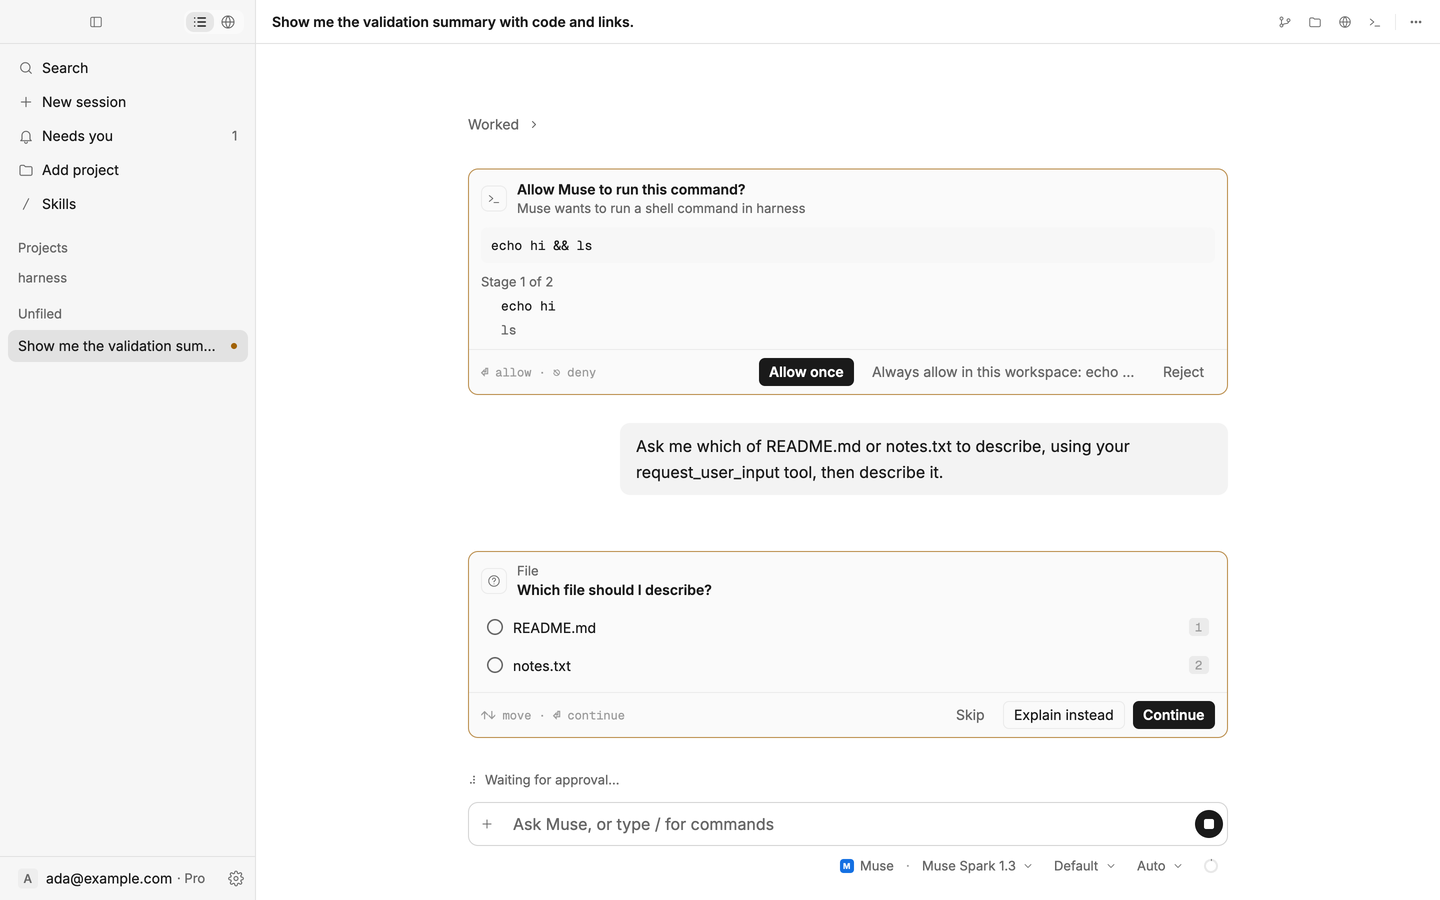 Show me the validation summary with code and links.
Search
New session
Needs you 1
Add project
Skills
Projects
harness
Unfiled
Show me the validation sum...
A ada@example.com · Pro
Worked
Allow Muse to run this command?
Muse wants to run a shell command in harness
echo hi && ls
Stage 1 of 2
echo hi
ls
allow · deny
Allow once Always allow in this workspace: echo ... Reject
Ask me which of README.md or notes.txt to describe, using your
request_user_input tool, then describe it.
File
Which file should I describe?
README.md 1
notes.txt 2
move · continue
Skip Explain instead Continue
Waiting for approval...
Ask Muse, or type / for commands
M Muse · Muse Spark 1.3 Default Auto